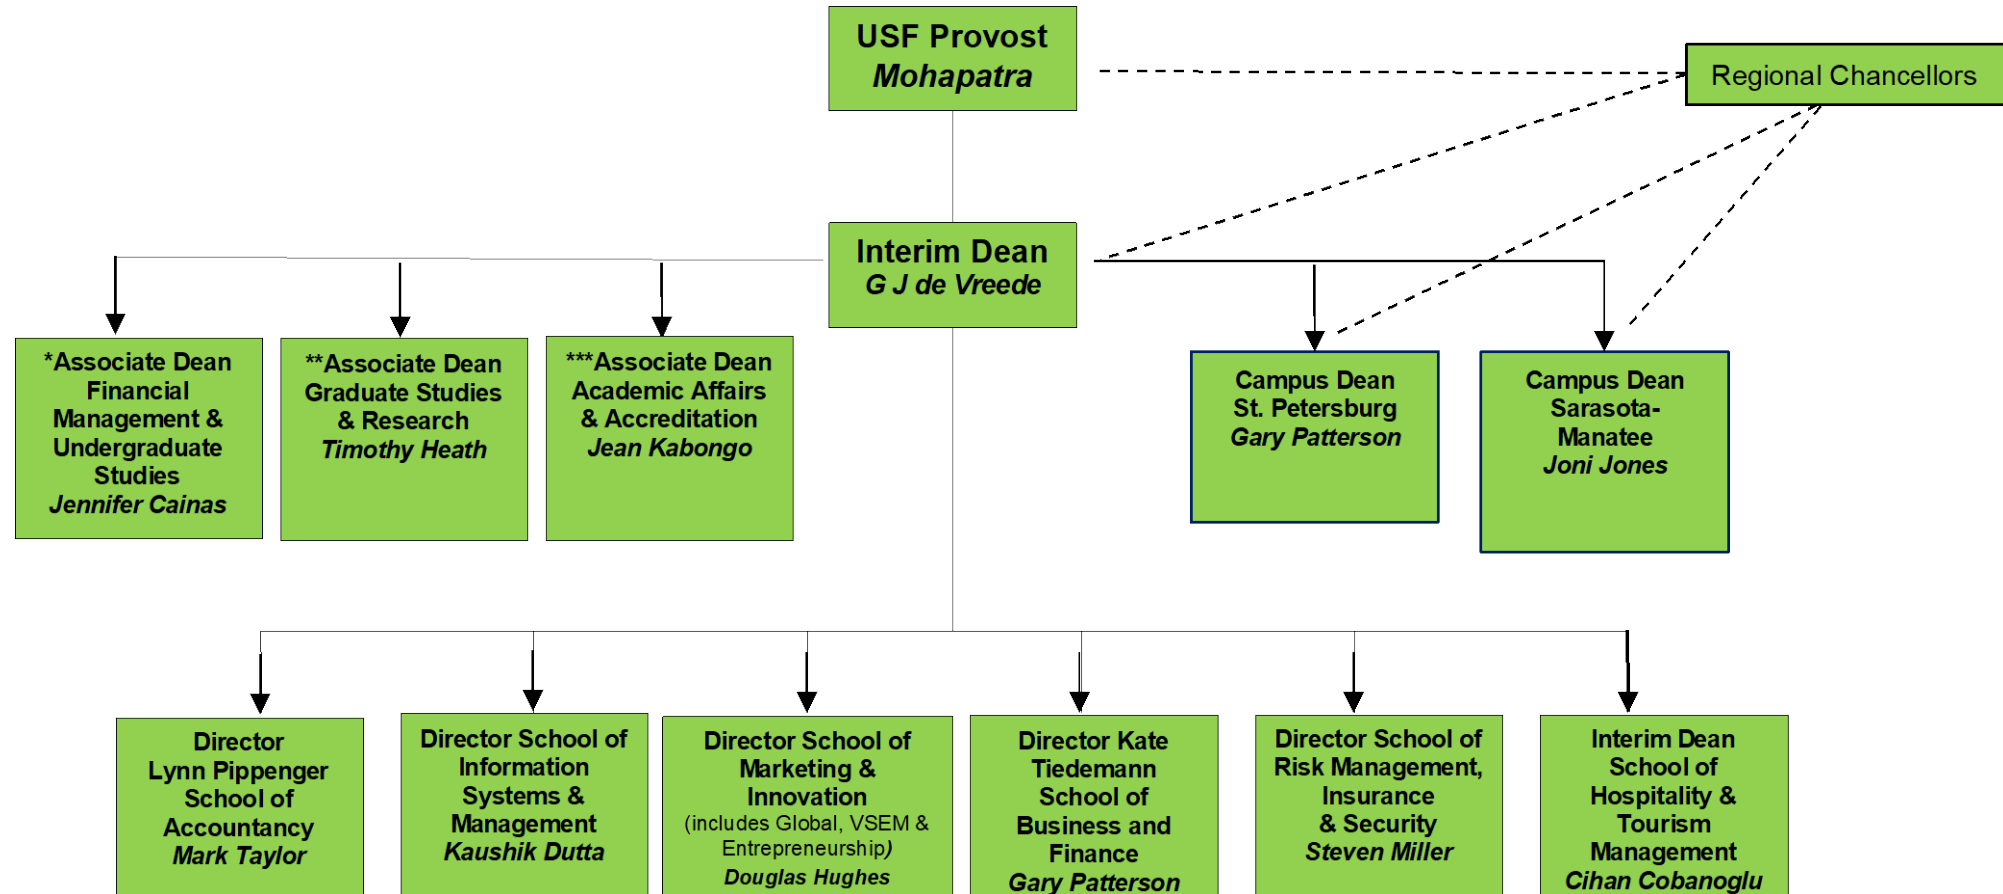 USF Provost
Mohapatra
Regional Chancellors
Interim Dean
G J de Vreede
*Associate Dean
Financial
Management &
Undergraduate
Studies
Jennifer Cainas
**Associate Dean
Graduate Studies
& Research
Timothy Heath
***Associate Dean
Academic Affairs
& Accreditation
Jean Kabongo
Campus Dean
St. Petersburg
Gary Patterson
Campus Dean
Sarasota-
Manatee
Joni Jones
Director
Lynn Pippenger
School of
Accountancy
Mark Taylor
Director School of
Information
Systems &
Management
Kaushik Dutta
Director School of
Marketing &
Innovation
(includes Global, VSEM &
Entrepreneurship)
Douglas Hughes
Director Kate
Tiedemann
School of
Business and
Finance
Gary Patterson
Director School of
Risk Management,
Insurance
& Security
Steven Miller
Interim Dean
School of
Hospitality &
Tourism
Management
Cihan Cobanoglu